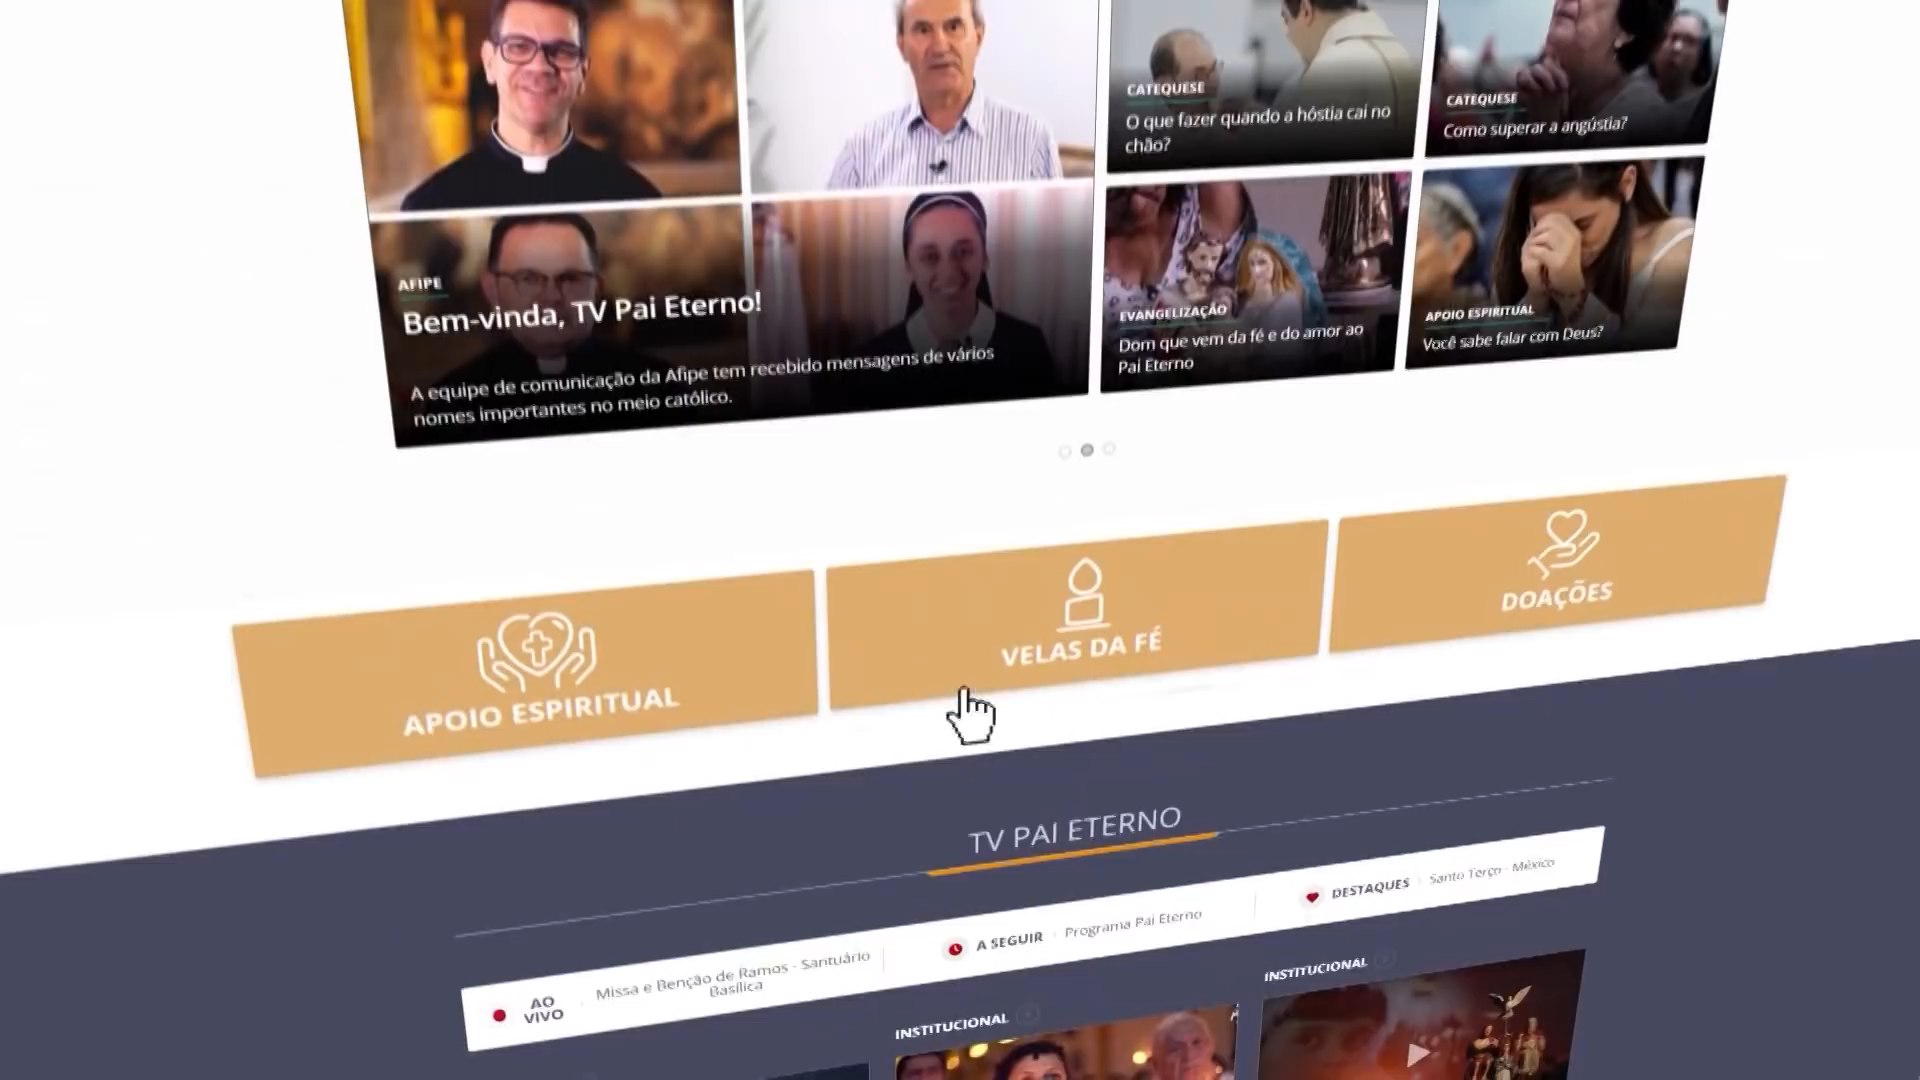 CATEQUESE
O que fazer quando a hóstia cai no
chão?
CATEQUESE
Como superar a angústia?
AFIPE
Bem-vinda, TV Pai Eterno!
A equipe de comunicação da Afipe tem recebido mensagens de vários
nomes importantes no meio católico.
EVANGELIZAÇÃO
Dom que vem da fé e do amor ao
Pai Eterno
APOIO ESPIRITUAL
Você sabe falar com Deus?
APOIO ESPIRITUAL
VELAS DA FÉ
DOAÇÕES
TV PAI ETERNO
AO
VIVO
Missa e Benção de Ramos - Santuário
Basílica
A SEGUIR
Programa Pai Eterno
DESTAQUES
Santo Terço - México
INSTITUCIONAL
INSTITUCIONAL